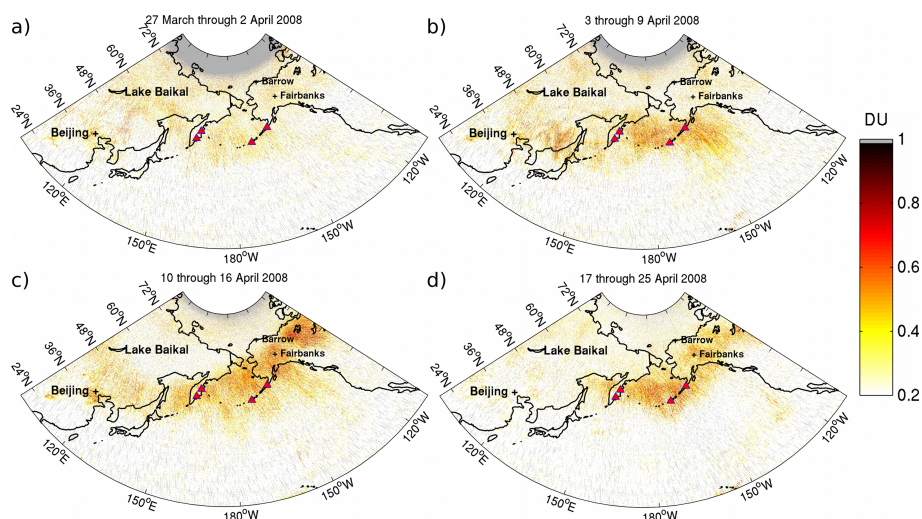 a) 27 March through 2 April 2008
72°N
60°N
48°N
36°N
24°N
Barrow
Fairbanks
Lake Baikal
Beijing
120°E
150°E
180°W
150°W
120°W
b) 3 through 9 April 2008
72°N
60°N
48°N
36°N
24°N
Barrow
Fairbanks
Lake Baikal
Beijing
120°E
150°E
180°W
150°W
120°W
DU
1
0.8
0.6
0.4
0.2
c) 10 through 16 April 2008
72°N
60°N
48°N
36°N
24°N
Barrow
Fairbanks
Lake Baikal
Beijing
120°E
150°E
180°W
150°W
120°W
d) 17 through 25 April 2008
72°N
60°N
48°N
36°N
24°N
Barrow
Fairbanks
Lake Baikal
Beijing
120°E
150°E
180°W
150°W
120°W